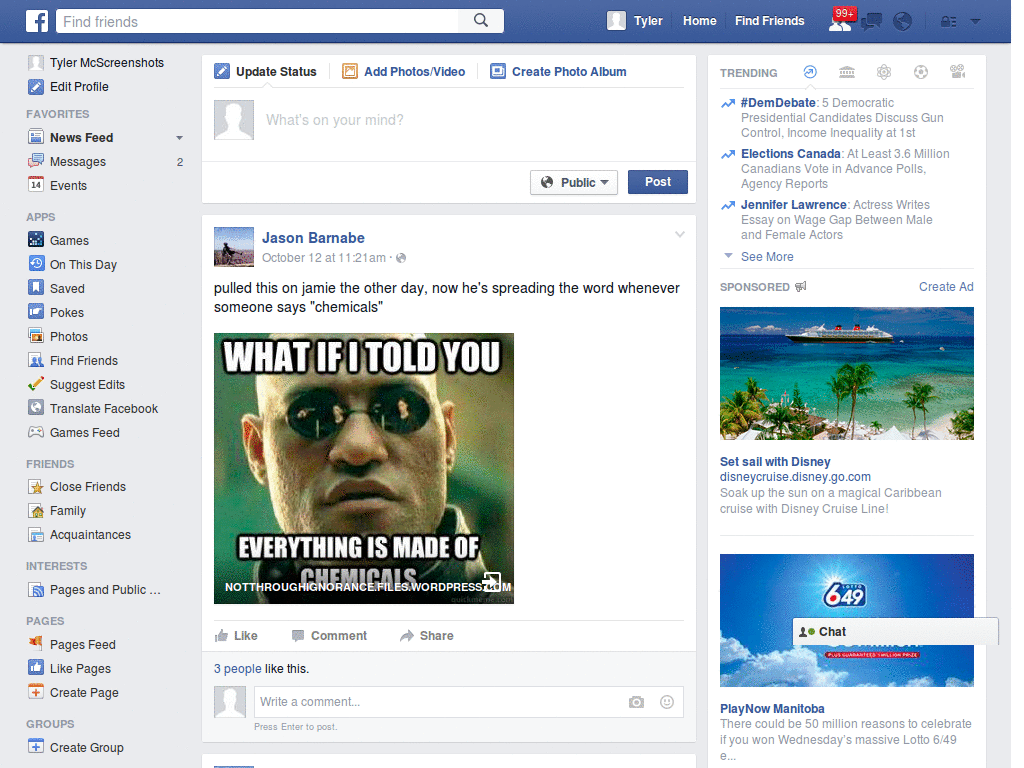 f
Find friends
Tyler
Home
Find Friends
99+
Tyler McScreenshots
Edit Profile
FAVORITES
News Feed
Messages
2
14
Events
APPS
Games
On This Day
Saved
Pokes
Photos
Find Friends
Suggest Edits
Translate Facebook
Games Feed
FRIENDS
Close Friends
Family
Acquaintances
INTERESTS
Pages and Public ...
PAGES
Pages Feed
Like Pages
Create Page
GROUPS
Create Group
Update Status
Add Photos/Video
Create Photo Album
What's on your mind?
Public
Post
Jason Barnabe
October 12 at 11:21am ·
pulled this on jamie the other day, now he's spreading the word whenever
someone says "chemicals"
WHAT IF I TOLD YOU
EVERYTHING IS MADE OF
CHEMICALS
NOTTHROUGHIGNORANCE.FILES.WORDPRESS.COM
quickmeme.com
Like
Comment
Share
3 people like this.
Write a comment...
Press Enter to post.
TRENDING
#DemDebate: 5 Democratic
Presidential Candidates Discuss Gun
Control, Income Inequality at 1st
Elections Canada: At Least 3.6 Million
Canadians Vote in Advance Polls,
Agency Reports
Jennifer Lawrence: Actress Writes
Essay on Wage Gap Between Male
and Female Actors
See More
SPONSORED
Create Ad
Set sail with Disney
disneycruise.disney.go.com
Soak up the sun on a magical Caribbean
cruise with Disney Cruise Line!
LOTTO
649
Chat
PLUS GUARANTEED $1 MILLION PRIZE
PlayNow Manitoba
There could be 50 million reasons to celebrate
if you won Wednesday's massive Lotto 6/49
e...